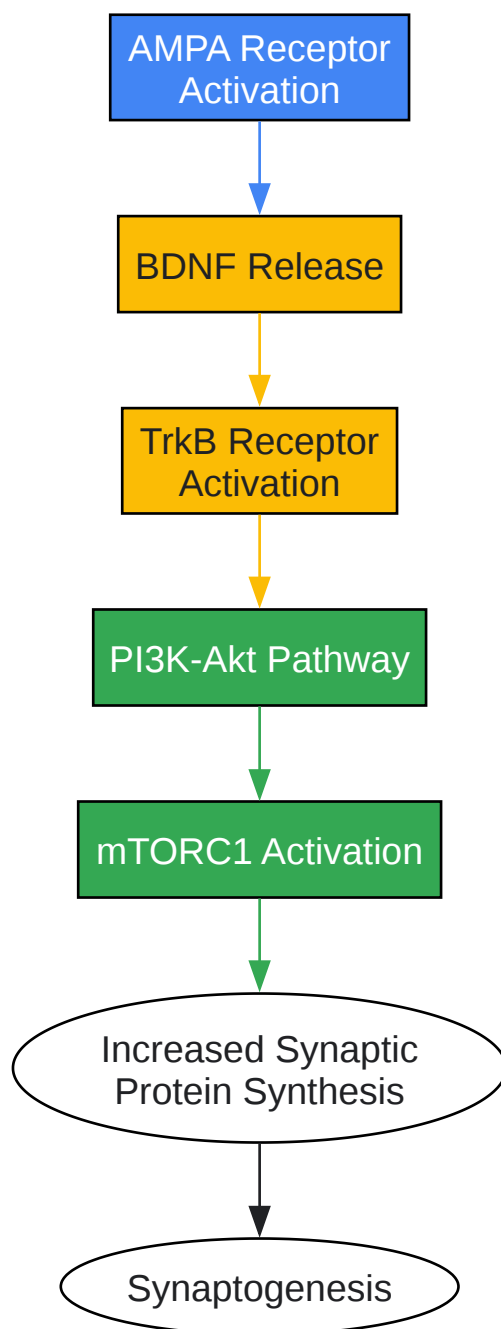 AMPA Receptor
Activation
BDNF Release
TrkB Receptor
Activation
PI3K-Akt Pathway
mTORC1 Activation
Increased Synaptic
Protein Synthesis
Synaptogenesis